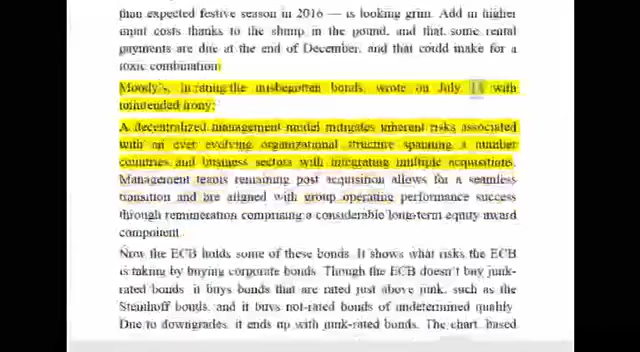 than expected festive season in 2016 — is looking grim. Add in higher
input costs thanks to the slump in the pound, and that some rental
payments are due at the end of December, and that could make for a
toxic combination.
Moody's, in rating the misbegotten bonds, wrote on July with
unintended irony:
A decentralized management model mitigates inherent risks associated
with an ever evolving organizational structure spanning a number
countries and business sectors with integrating multiple acquisitions.
Management teams remaining post acquisition allows for a seamless
transition and are aligned with group operating performance success
through remuneration comprising a considerable long-term equity award
component.
Now the ECB holds some of these bonds. It shows what risks the ECB
is taking by buying corporate bonds. Though the ECB doesn't buy junk-
rated bonds, it buys bonds that are rated just above junk, such as the
Steinhoff bonds, and it buys not-rated bonds of undetermined quality.
Due to downgrades, it ends up with junk-rated bonds. The chart, based